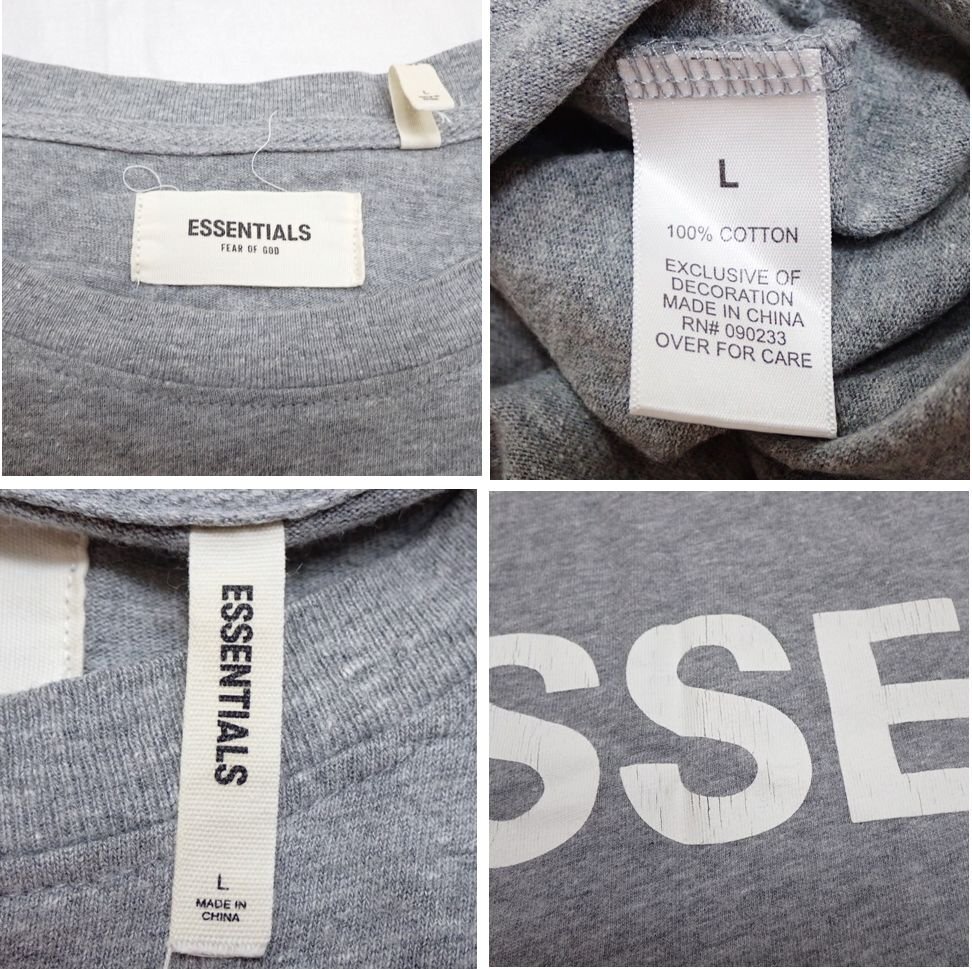 L
ESSENTIALS
FEAR OF GOD
L
100% COTTON
EXCLUSIVE OF
DECORATION
MADE IN CHINA
RN# 090233
OVER FOR CARE
ESSENTIALS
L
MADE IN
CHINA
SSE